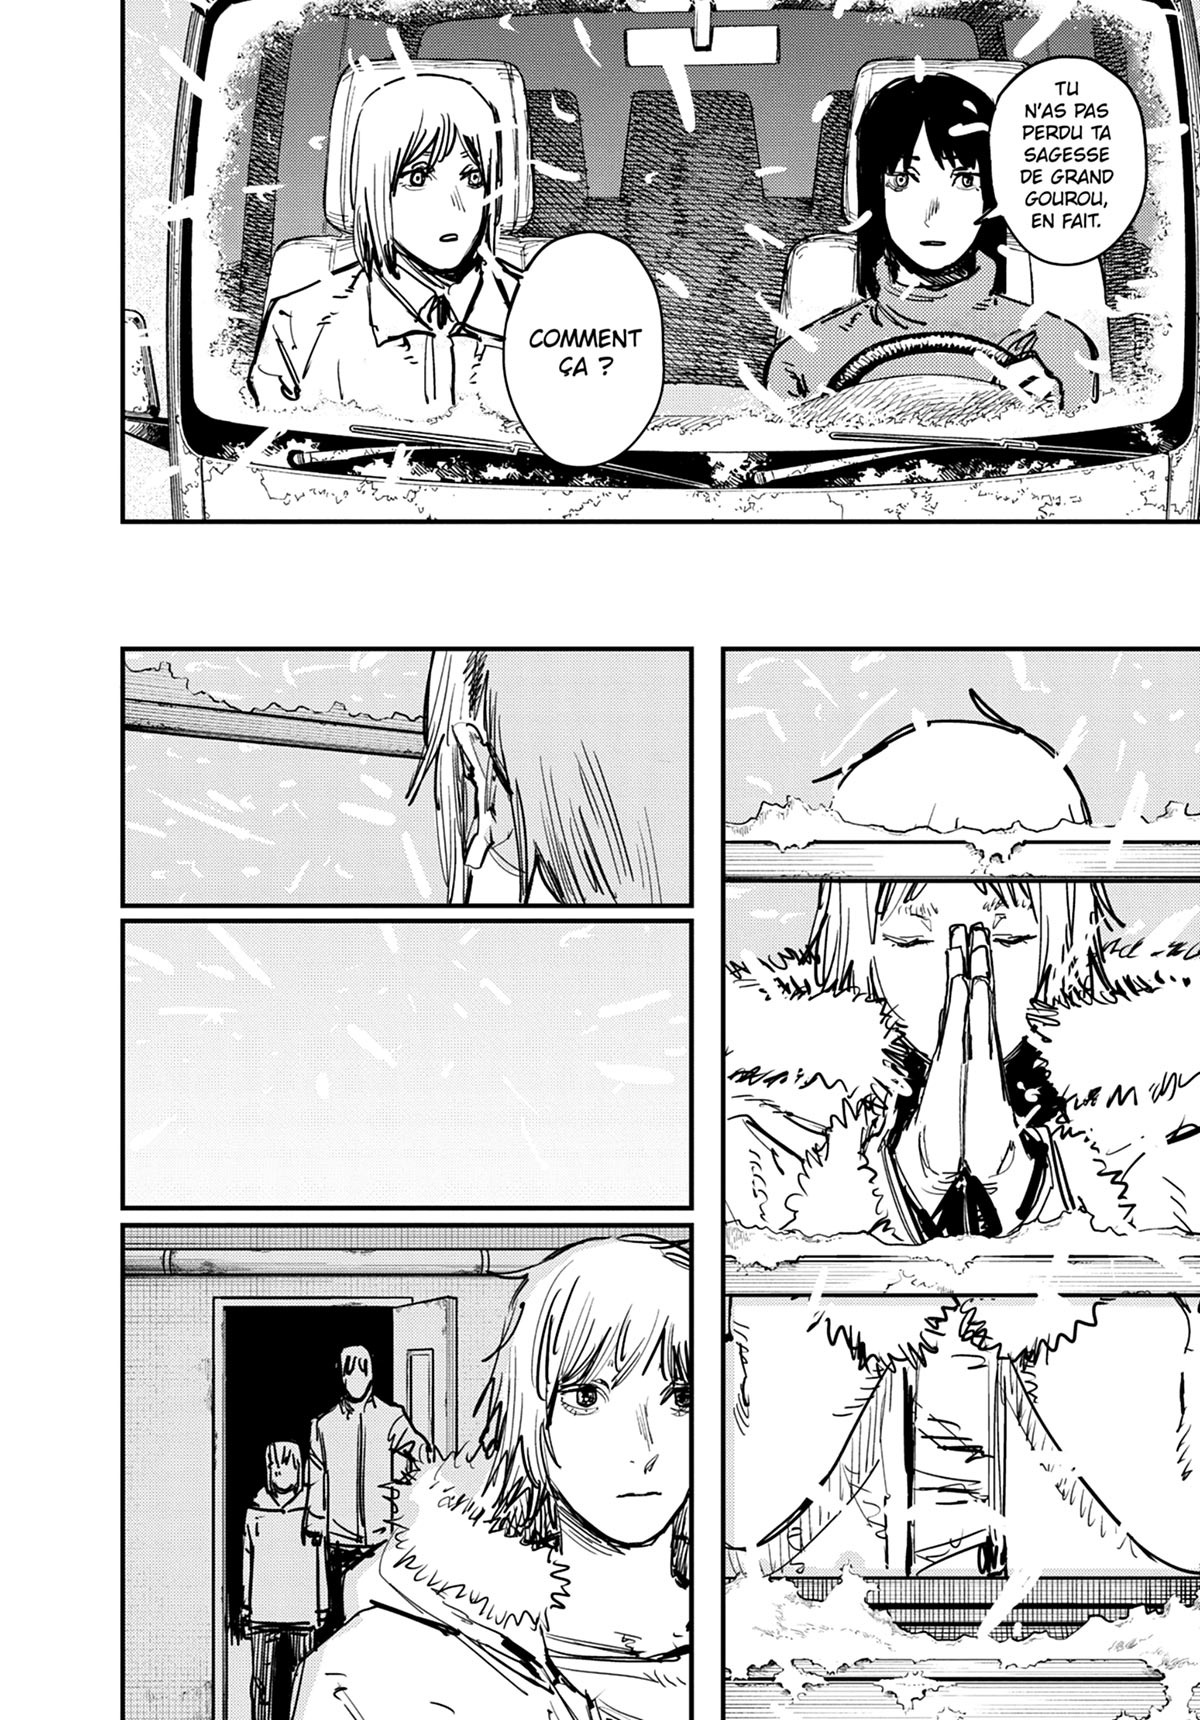 TU
N'AS PAS
PERDU TA
SAGESSE
DE GRAND
GOUROU,
EN FAIT.
COMMENT
ÇA ?